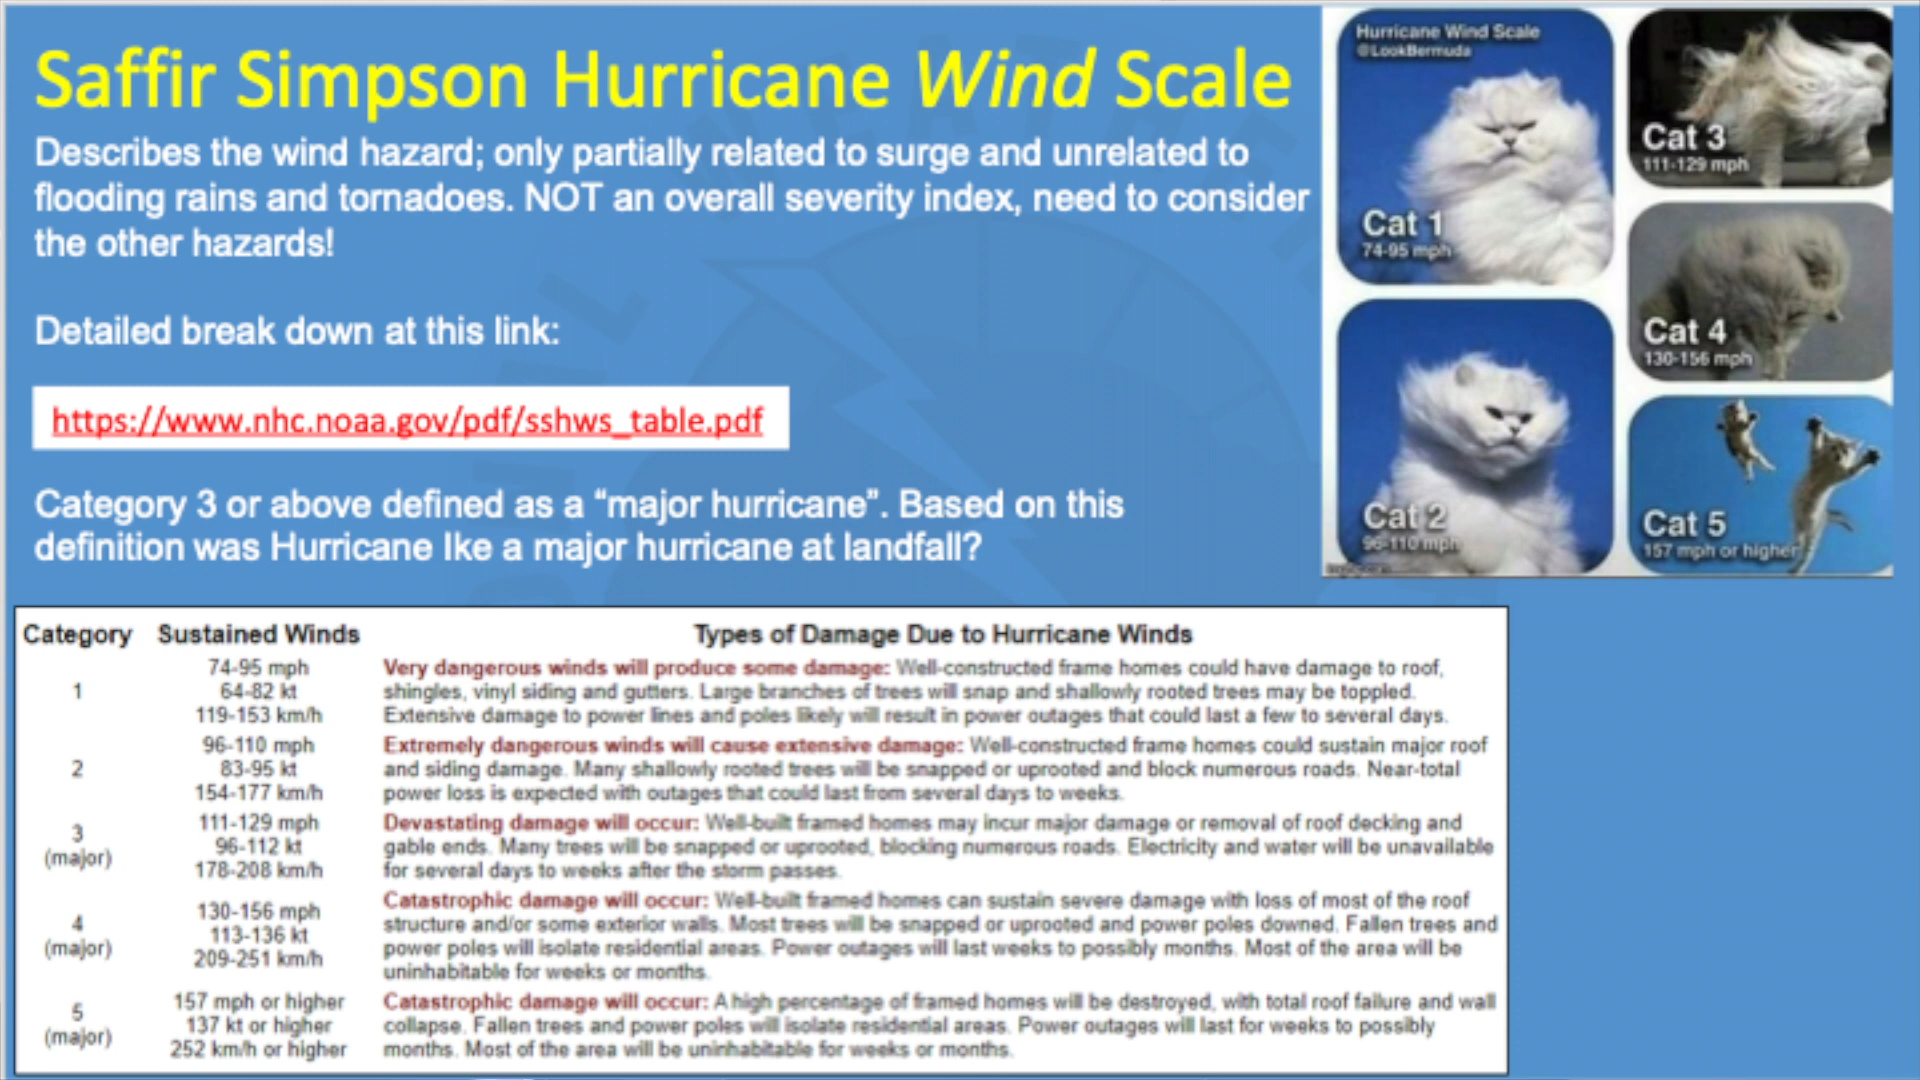 Saffir Simpson Hurricane Wind Scale
Describes the wind hazard; only partially related to surge and unrelated to
flooding rains and tornadoes. NOT an overall severity index, need to consider
the other hazards!
Detailed break down at this link:
https://www.nhc.noaa.gov/pdf/sshws_table.pdf
Category 3 or above defined as a “major hurricane”. Based on this
definition was Hurricane Ike a major hurricane at landfall?
Hurricane Wind Scale
@LookBermuda
Cat 1
74-95 mph
Cat 2
96-110 mph
Cat 3
111-129 mph
Cat 4
130-156 mph
Cat 5
157 mph or higher
Category Sustained Winds Types of Damage Due to Hurricane Winds
1
74-95 mph
64-82 kt
119-153 km/h
Very dangerous winds will produce some damage: Well-constructed frame homes could have damage to roof,
shingles, vinyl siding and gutters. Large branches of trees will snap and shallowly rooted trees may be toppled.
Extensive damage to power lines and poles likely will result in power outages that could last a few to several days.
2
96-110 mph
83-95 kt
154-177 km/h
Extremely dangerous winds will cause extensive damage: Well-constructed frame homes could sustain major roof
and siding damage. Many shallowly rooted trees will be snapped or uprooted and block numerous roads. Near-total
power loss is expected with outages that could last from several days to weeks.
3
(major)
111-129 mph
96-112 kt
178-208 km/h
Devastating damage will occur: Well-built framed homes may incur major damage or removal of roof decking and
gable ends. Many trees will be snapped or uprooted, blocking numerous roads. Electricity and water will be unavailable
for several days to weeks after the storm passes.
4
(major)
130-156 mph
113-136 kt
209-251 km/h
Catastrophic damage will occur: Well-built framed homes can sustain severe damage with loss of most of the roof
structure and/or some exterior walls. Most trees will be snapped or uprooted and power poles downed. Fallen trees and
power poles will isolate residential areas. Power outages will last weeks to possibly months. Most of the area will be
uninhabitable for weeks or months.
5
(major)
157 mph or higher
137 kt or higher
252 km/h or higher
Catastrophic damage will occur: A high percentage of framed homes will be destroyed, with total roof failure and wall
collapse. Fallen trees and power poles will isolate residential areas. Power outages will last for weeks to possibly
months. Most of the area will be uninhabitable for weeks or months.